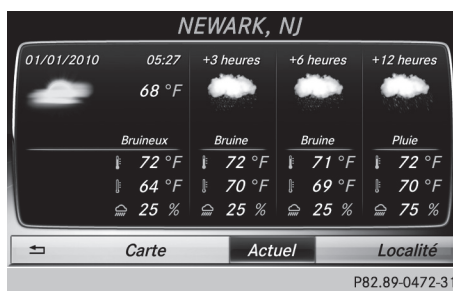 NEWARK, NJ
01/01/2010 05:27 +3 heures +6 heures +12 heures
68 °F
Bruineux Bruine Bruine Pluie
72 °F 72 °F 71 °F 72 °F
64 °F 70 °F 69 °F 70 °F
25 % 25 % 25 % 75 %
Carte Actuel Localité
P82.89-0472-31